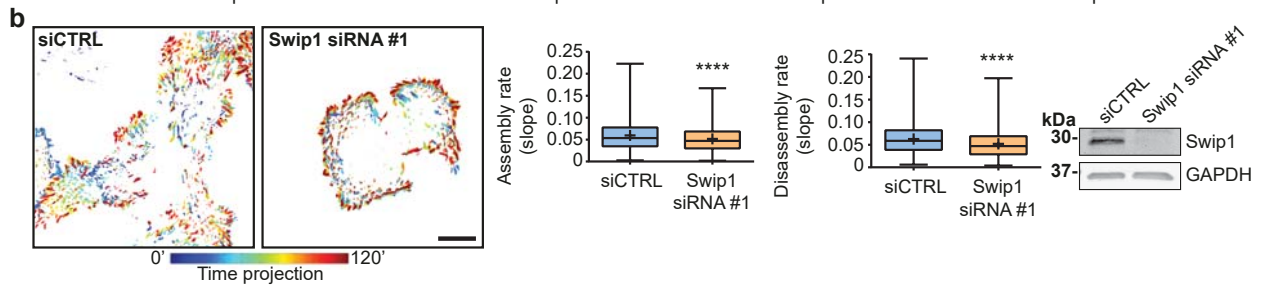 b
siCTRL
Swip1 siRNA #1
0'
120'
Time projection
Assembly rate
(slope)
0.25
0.20
0.15
0.10
0.05
0
****
siCTRL
Swip1
siRNA #1
Disassembly rate
(slope)
0.25
0.20
0.15
0.10
0.05
0
****
siCTRL
Swip1
siRNA #1
siCTRL
Swip1 siRNA #1
kDa
30-
Swip1
37-
GAPDH